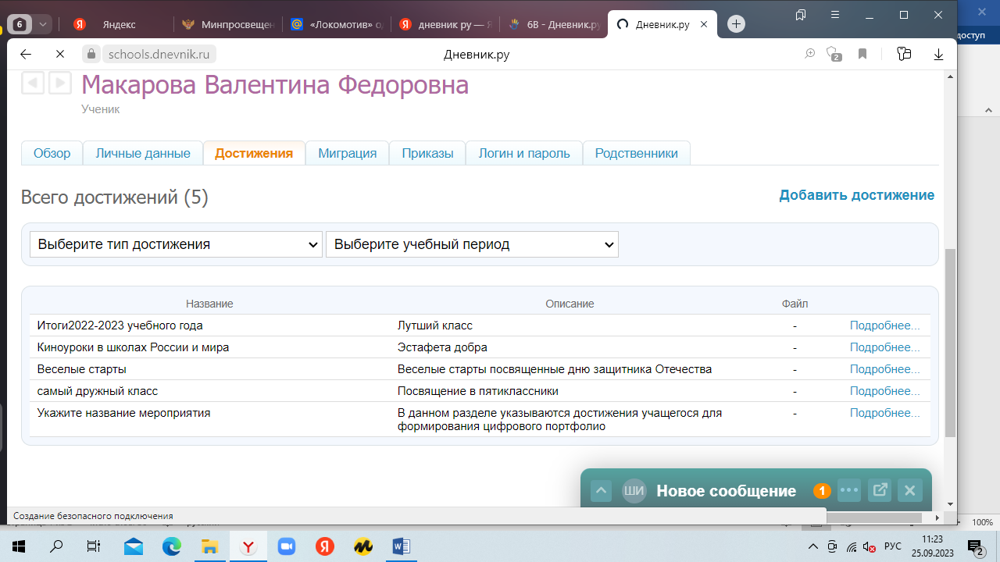 6
Яндекс
Минпросвещен
«Локомотив» о
дневник ру — Я
6В - Дневник.ру
Дневник.ру
доступ
schools.dnevnik.ru
Дневник.ру
2
Макарова Валентина Федоровна
Ученик
Обзор
Личные данные
Достижения
Миграция
Приказы
Логин и пароль
Родственники
Всего достижений (5)
Добавить достижение
Выберите тип достижения
Выберите учебный период
Название Описание Файл
Итоги2022-2023 учебного года Лутший класс - Подробнее...
Киноуроки в школах России и мира Эстафета добра - Подробнее...
Веселые старты Веселые старты посвященные дню защитника Отечества - Подробнее...
самый дружный класс Посвящение в пятиклассники - Подробнее...
Укажите название мероприятия В данном разделе указываются достижения учащегося для - Подробнее...
формирования цифрового портфолио
ШИ Новое сообщение 1
Создание безопасного подключения
100%
РУС
11:23
25.09.2023
2